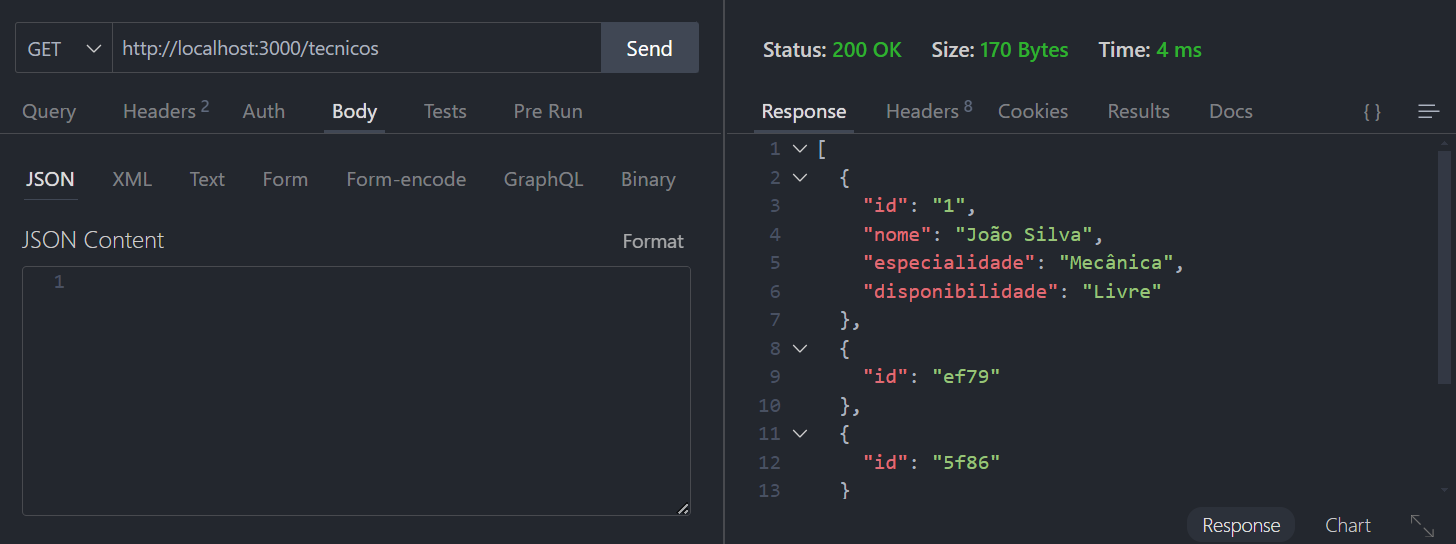 GET http://localhost:3000/tecnicos Send
Query Headers 2 Auth Body Tests Pre Run
JSON XML Text Form Form-encode GraphQL Binary
JSON Content Format
1
Status: 200 OK Size: 170 Bytes Time: 4 ms
Response Headers 8 Cookies Results Docs { }
1 [
2 {
3 "id": "1",
4 "nome": "João Silva",
5 "especialidade": "Mecânica",
6 "disponibilidade": "Livre"
7 },
8 {
9 "id": "ef79"
10 },
11 {
12 "id": "5f86"
13 }
Response Chart